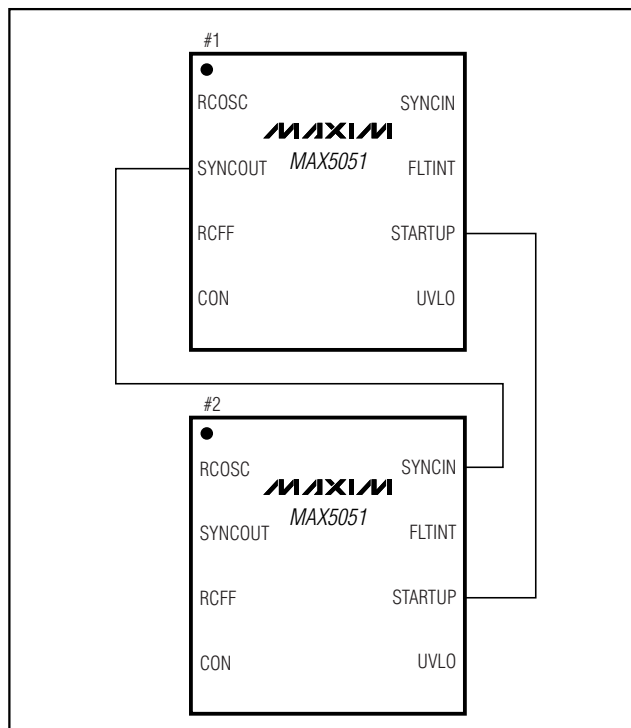 #1
RCOSC SYNCIN
MAXIM
SYNCOUT MAX5051 FLTINT
RCFF STARTUP
CON UVLO
#2
RCOSC SYNCIN
MAXIM
MAX5051
SYNCOUT FLTINT
RCFF STARTUP
CON UVLO